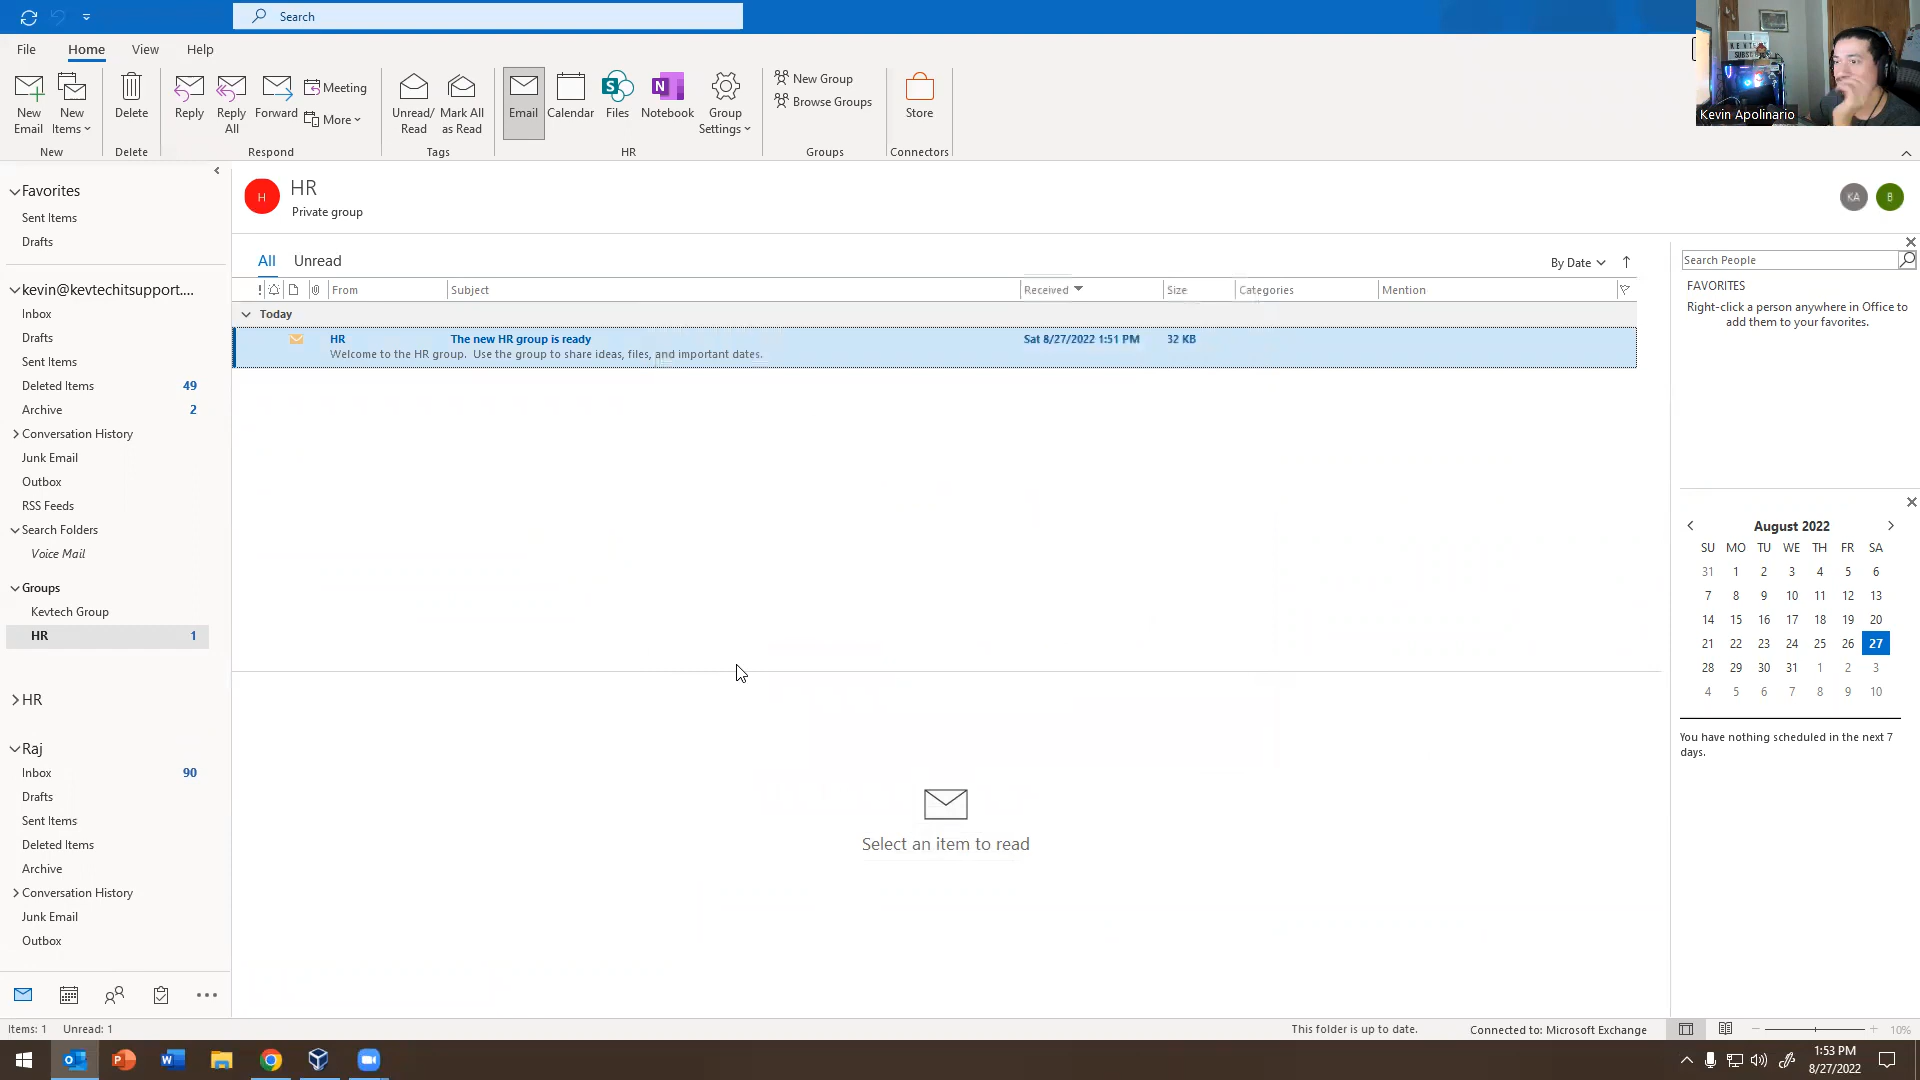 Search
File
Home
View
Help
New
Email
New
Items
New
Delete
Delete
Reply
Reply
All
Forward
Meeting
More
Respond
Unread/
Read
Mark All
as Read
Tags
Email
Calendar
Files
Notebook
Group
Settings
HR
New Group
Browse Groups
Groups
Store
Connectors
Kevin Apolinario
Favorites
Sent Items
Drafts
kevin@kevtechitsupport....
Inbox
Drafts
Sent Items
Deleted Items 49
Archive 2
Conversation History
Junk Email
Outbox
RSS Feeds
Search Folders
Voice Mail
Groups
Kevtech Group
HR 1
HR
Raj
Inbox 90
Drafts
Sent Items
Deleted Items
Archive
Conversation History
Junk Email
Outbox
H
HR
Private group
KA
B
All Unread
By Date
! From Subject Received Size Categories Mention
Today
HR The new HR group is ready Sat 8/27/2022 1:51 PM 32 KB
Welcome to the HR group. Use the group to share ideas, files, and important dates.
Select an item to read
Search People
FAVORITES
Right-click a person anywhere in Office to
add them to your favorites.
August 2022
SU MO TU WE TH FR SA
31 1 2 3 4 5 6
7 8 9 10 11 12 13
14 15 16 17 18 19 20
21 22 23 24 25 26 27
28 29 30 31 1 2 3
4 5 6 7 8 9 10
You have nothing scheduled in the next 7
days.
Items: 1 Unread: 1
This folder is up to date.
Connected to: Microsoft Exchange
10%
1:53 PM
8/27/2022